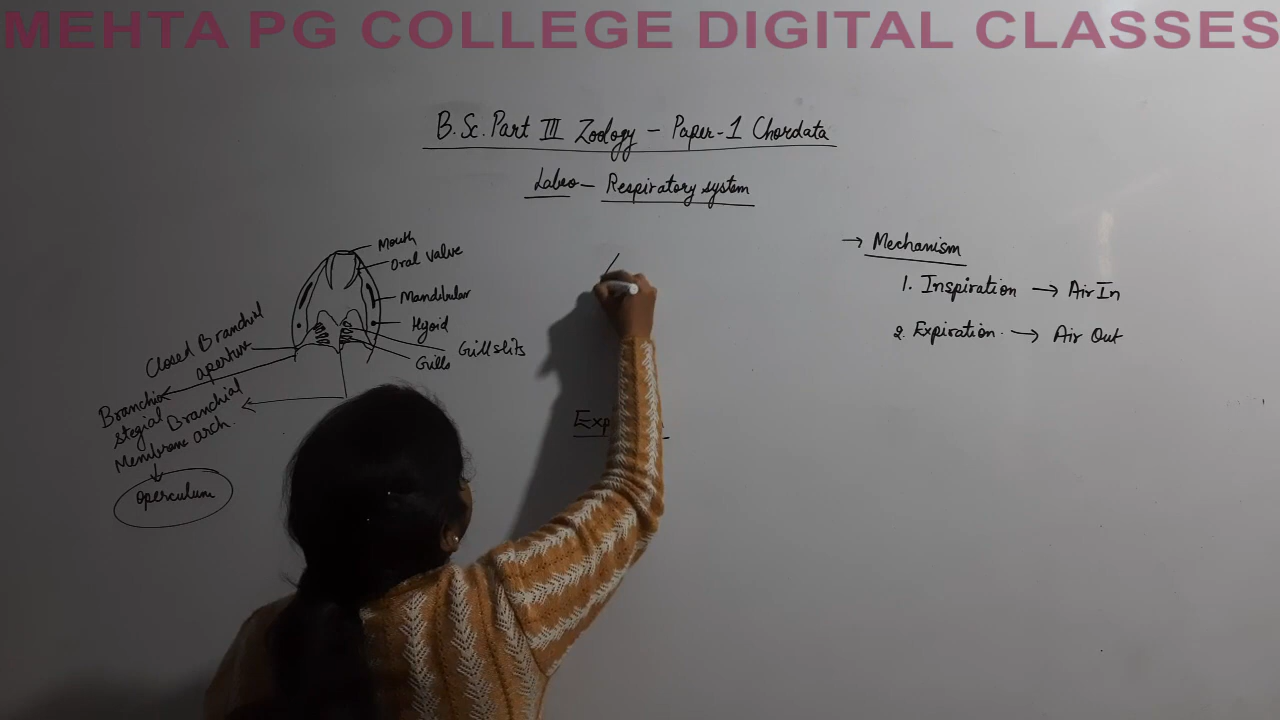 MEHTA PG COLLEGE DIGITAL CLASSES
B.Sc. Part III Zoology - Paper-1 Chordata
Labeo - Respiratory system
Mouth
Oral valve
Mandibular
Hyoid
Gillslits
Gills
Closed Branchial
aperture
Branchio
stegial
Membrane
Branchial
arch.
operculum
Exp
→ Mechanism
1. Inspiration → Air In
2. Expiration. → Air Out